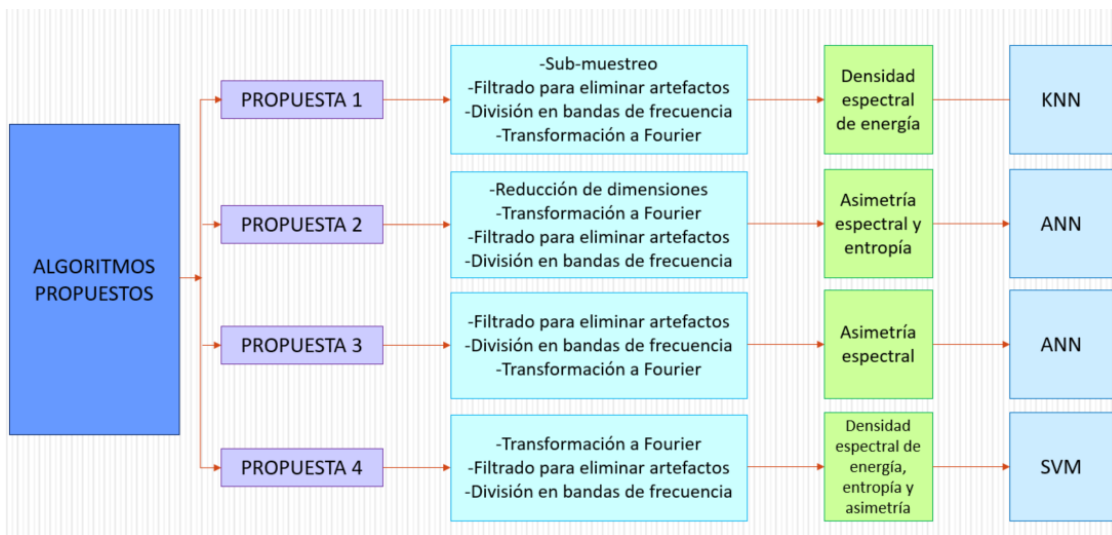 ALGORITMOS
PROPUESTOS
PROPUESTA 1
-Sub-muestreo
-Filtrado para eliminar artefactos
-División en bandas de frecuencia
-Transformación a Fourier
Densidad
espectral
de energía
KNN
PROPUESTA 2
-Reducción de dimensiones
-Transformación a Fourier
-Filtrado para eliminar artefactos
-División en bandas de frecuencia
Asimetría
espectral y
entropía
ANN
PROPUESTA 3
-Filtrado para eliminar artefactos
-División en bandas de frecuencia
-Transformación a Fourier
Asimetría
espectral
ANN
PROPUESTA 4
-Transformación a Fourier
-Filtrado para eliminar artefactos
-División en bandas de frecuencia
Densidad
espectral de
energía,
entropía y
asimetría
SVM